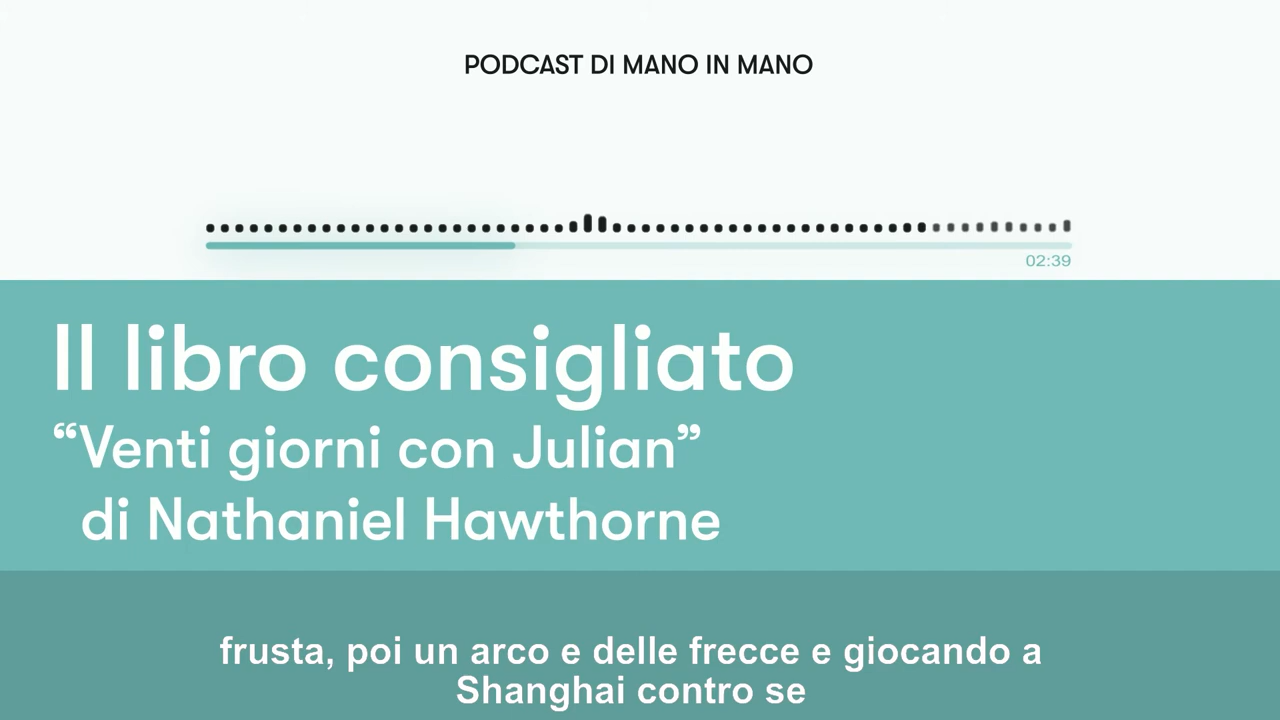 PODCAST DI MANO IN MANO
02:39
Il libro consigliato
“Venti giorni con Julian”
di Nathaniel Hawthorne
frusta, poi un arco e delle frecce e giocando a
Shanghai contro se